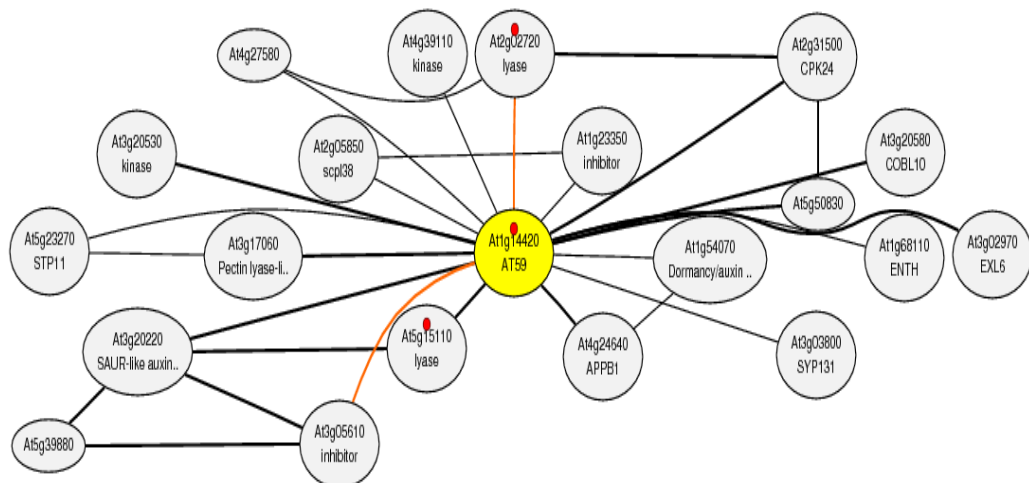 At4g27580
At4g39110
kinase
At2g02720
lyase
At2g31500
CPK24
At3g20530
kinase
At2g05850
scpl38
At1g23350
inhibitor
At3g20580
COBL10
At5g50830
At5g23270
STP11
At3g17060
Pectin lyase-li..
At1g14420
AT59
At1g54070
Dormancy/auxin ..
At1g68110
ENTH
At3g02970
EXL6
At3g20220
SAUR-like auxin..
At5g15110
lyase
At4g24640
APPB1
At3g03800
SYP131
At5g39880
At3g05610
inhibitor